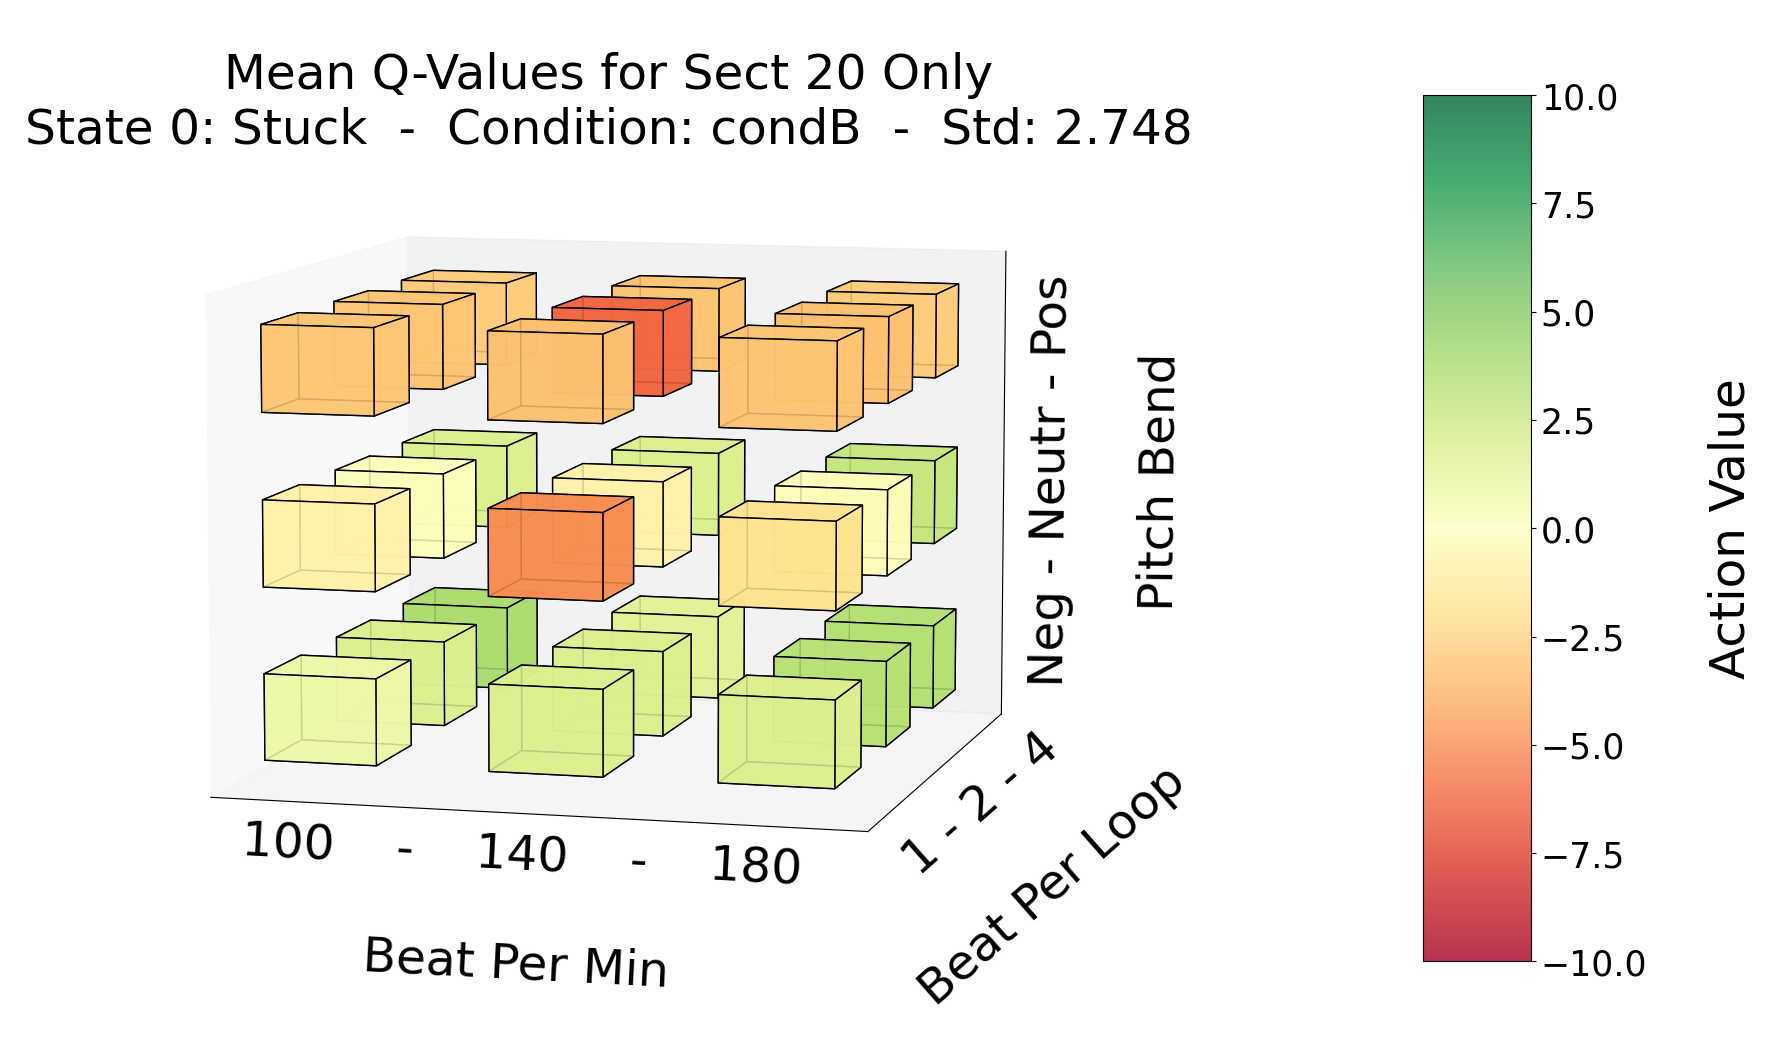 Mean Q-Values for Sect 20 Only
State 0: Stuck - Condition: condB - Std: 2.748
10.0
7.5
5.0
2.5
0.0
−2.5
−5.0
−7.5
−10.0
Action Value
Neg - Neutr - Pos
Pitch Bend
1 - 2 - 4
Beat Per Loop
100 - 140 - 180
Beat Per Min